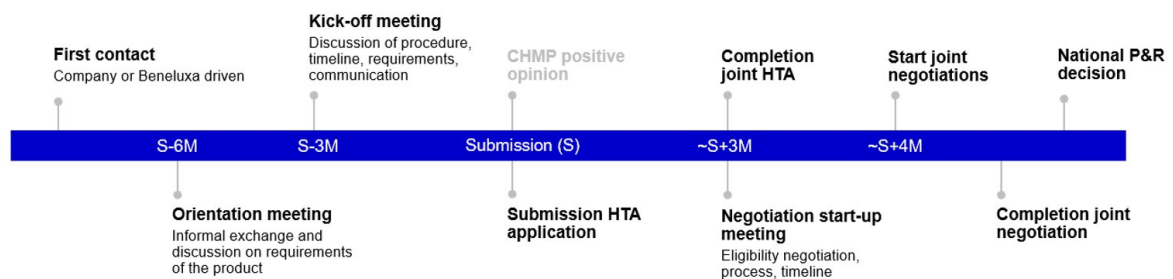 First contact
Company or Beneluxa driven
Kick-off meeting
Discussion of procedure,
timeline, requirements,
communication
CHMP positive
opinion
Completion
joint HTA
Start joint
negotiations
National P&R
decision
S-6M
S-3M
Submission (S)
~S+3M
~S+4M
Orientation meeting
Informal exchange and
discussion on requirements
of the product
Submission HTA
application
Negotiation start-up
meeting
Eligibility negotiation,
process, timeline
Completion joint
negotiation